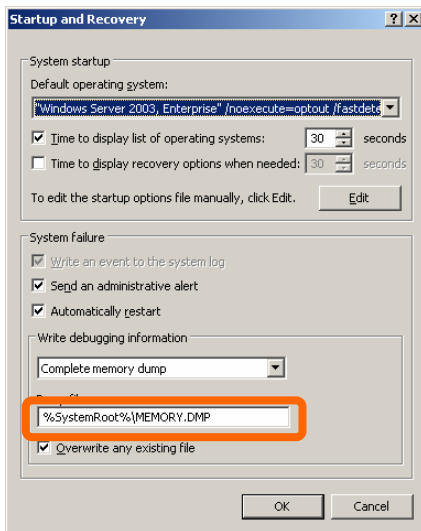 Startup and Recovery
System startup
Default operating system:
"Windows Server 2003, Enterprise" /noexecute=optout /fastdete
Time to display list of operating systems: 30 seconds
Time to display recovery options when needed: 30 seconds
To edit the startup options file manually, click Edit. Edit
System failure
Write an event to the system log
Send an administrative alert
Automatically restart
Write debugging information
Complete memory dump
%SystemRoot%\MEMORY.DMP
Overwrite any existing file
OK Cancel